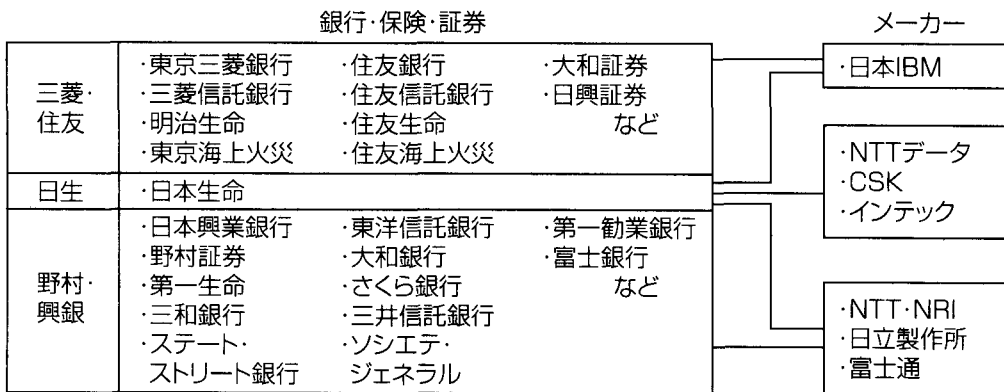 銀行・保険・証券
メーカー
三菱・
住友
・東京三菱銀行
・三菱信託銀行
・明治生命
・東京海上火災
・住友銀行
・住友信託銀行
・住友生命
・住友海上火災
・大和証券
・日興証券
など
日生
・日本生命
野村・
興銀
・日本興業銀行
・野村証券
・第一生命
・三和銀行
・ステート・
ストリート銀行
・東洋信託銀行
・大和銀行
・さくら銀行
・三井信託銀行
・ソシエテ・
ジェネラル
・第一勧業銀行
・富士銀行
など
・日本IBM
・NTTデータ
・CSK
・インテック
・NTT・NRI
・日立製作所
・富士通